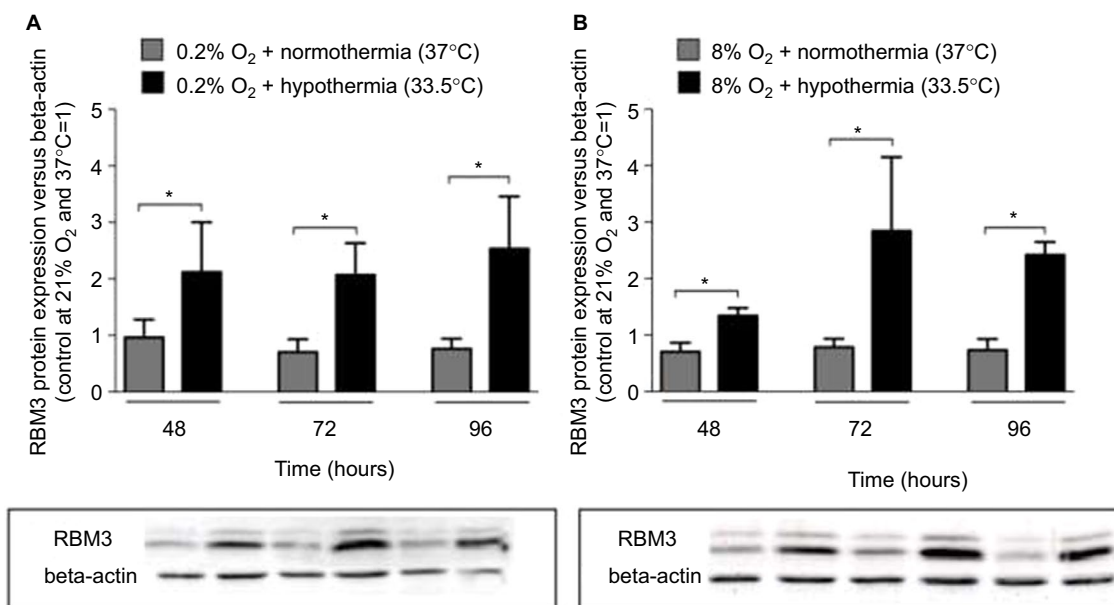 A
0.2% O₂ + normothermia (37°C)
0.2% O₂ + hypothermia (33.5°C)
RBM3 protein expression versus beta-actin
(control at 21% O₂ and 37°C=1)
5
4
3
2
1
0
*
*
*
48 72 96
Time (hours)
RBM3
beta-actin
B
8% O₂ + normothermia (37°C)
8% O₂ + hypothermia (33.5°C)
RBM3 protein expression versus beta-actin
(control at 21% O₂ and 37°C=1)
5
4
3
2
1
0
*
*
*
48 72 96
Time (hours)
RBM3
beta-actin